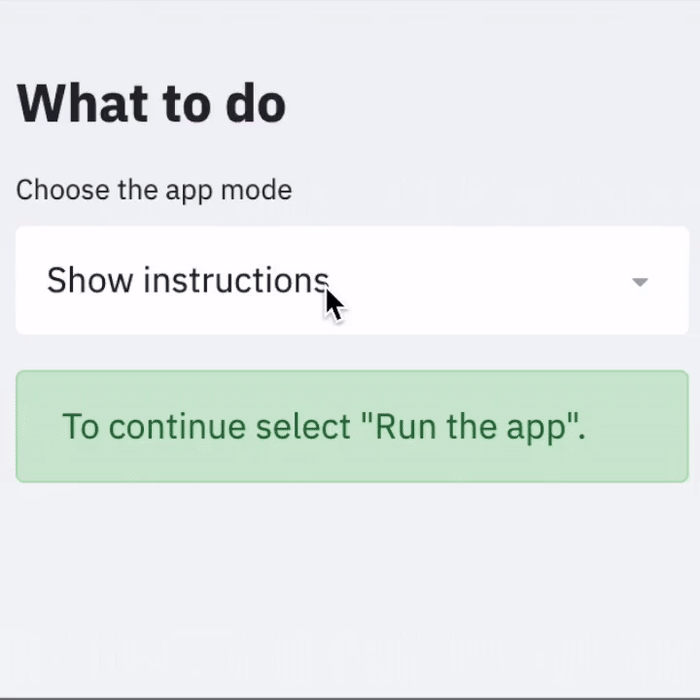 What to do
Choose the app mode
Show instructions
To continue select "Run the app".